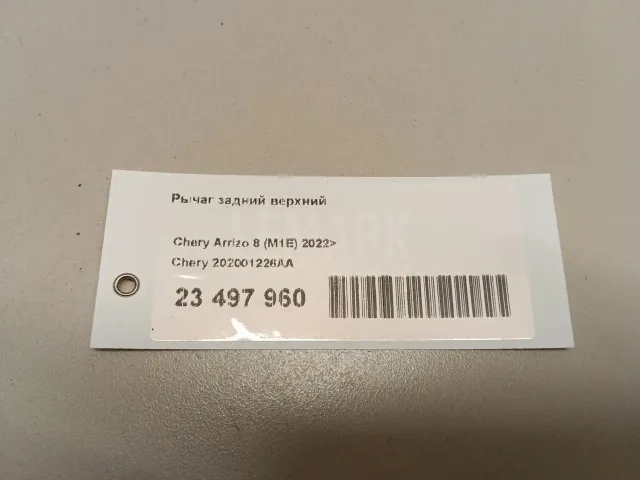 Рычаг задний верхний
Chery Arrizo 8 (M1E) 2022>
Chery 202001226AA
23 497 960